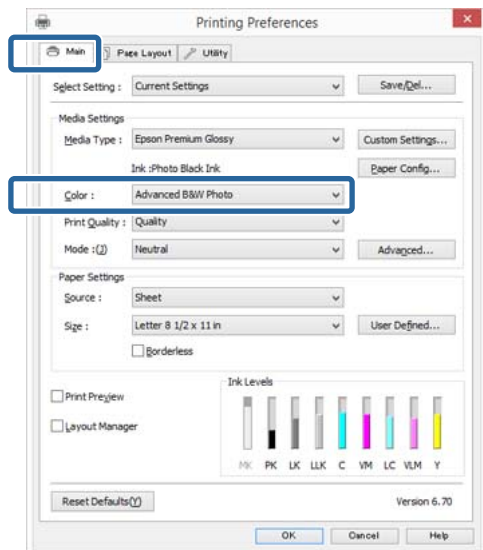 Printing Preferences
Main Page Layout Utility
Select Setting : Current Settings Save/Del...
Media Settings
Media Type : Epson Premium Glossy Custom Settings...
Ink :Photo Black Ink Paper Config...
Color : Advanced B&W Photo
Print Quality : Quality
Mode :(J) Neutral Advanced...
Paper Settings
Source : Sheet
Size : Letter 8 1/2 x 11 in User Defined...
Borderless
Ink Levels
Print Preview
Layout Manager
MK PK LK LLK C VM LC VLM Y
Reset Defaults(Y) Version 6.70
OK Cancel Help